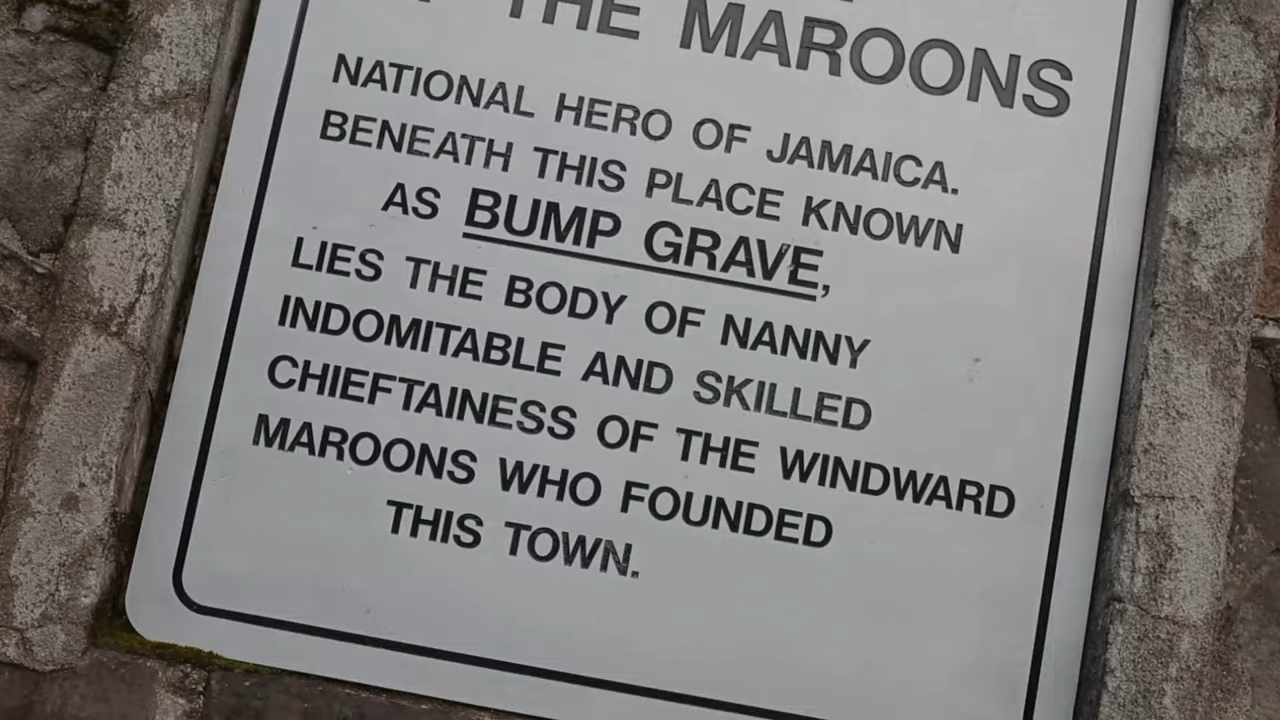 THE MAROONS
NATIONAL HERO OF JAMAICA.
BENEATH THIS PLACE KNOWN
AS BUMP GRAVE,
LIES THE BODY OF NANNY
INDOMITABLE AND SKILLED
CHIEFTAINESS OF THE WINDWARD
MAROONS WHO FOUNDED
THIS TOWN.